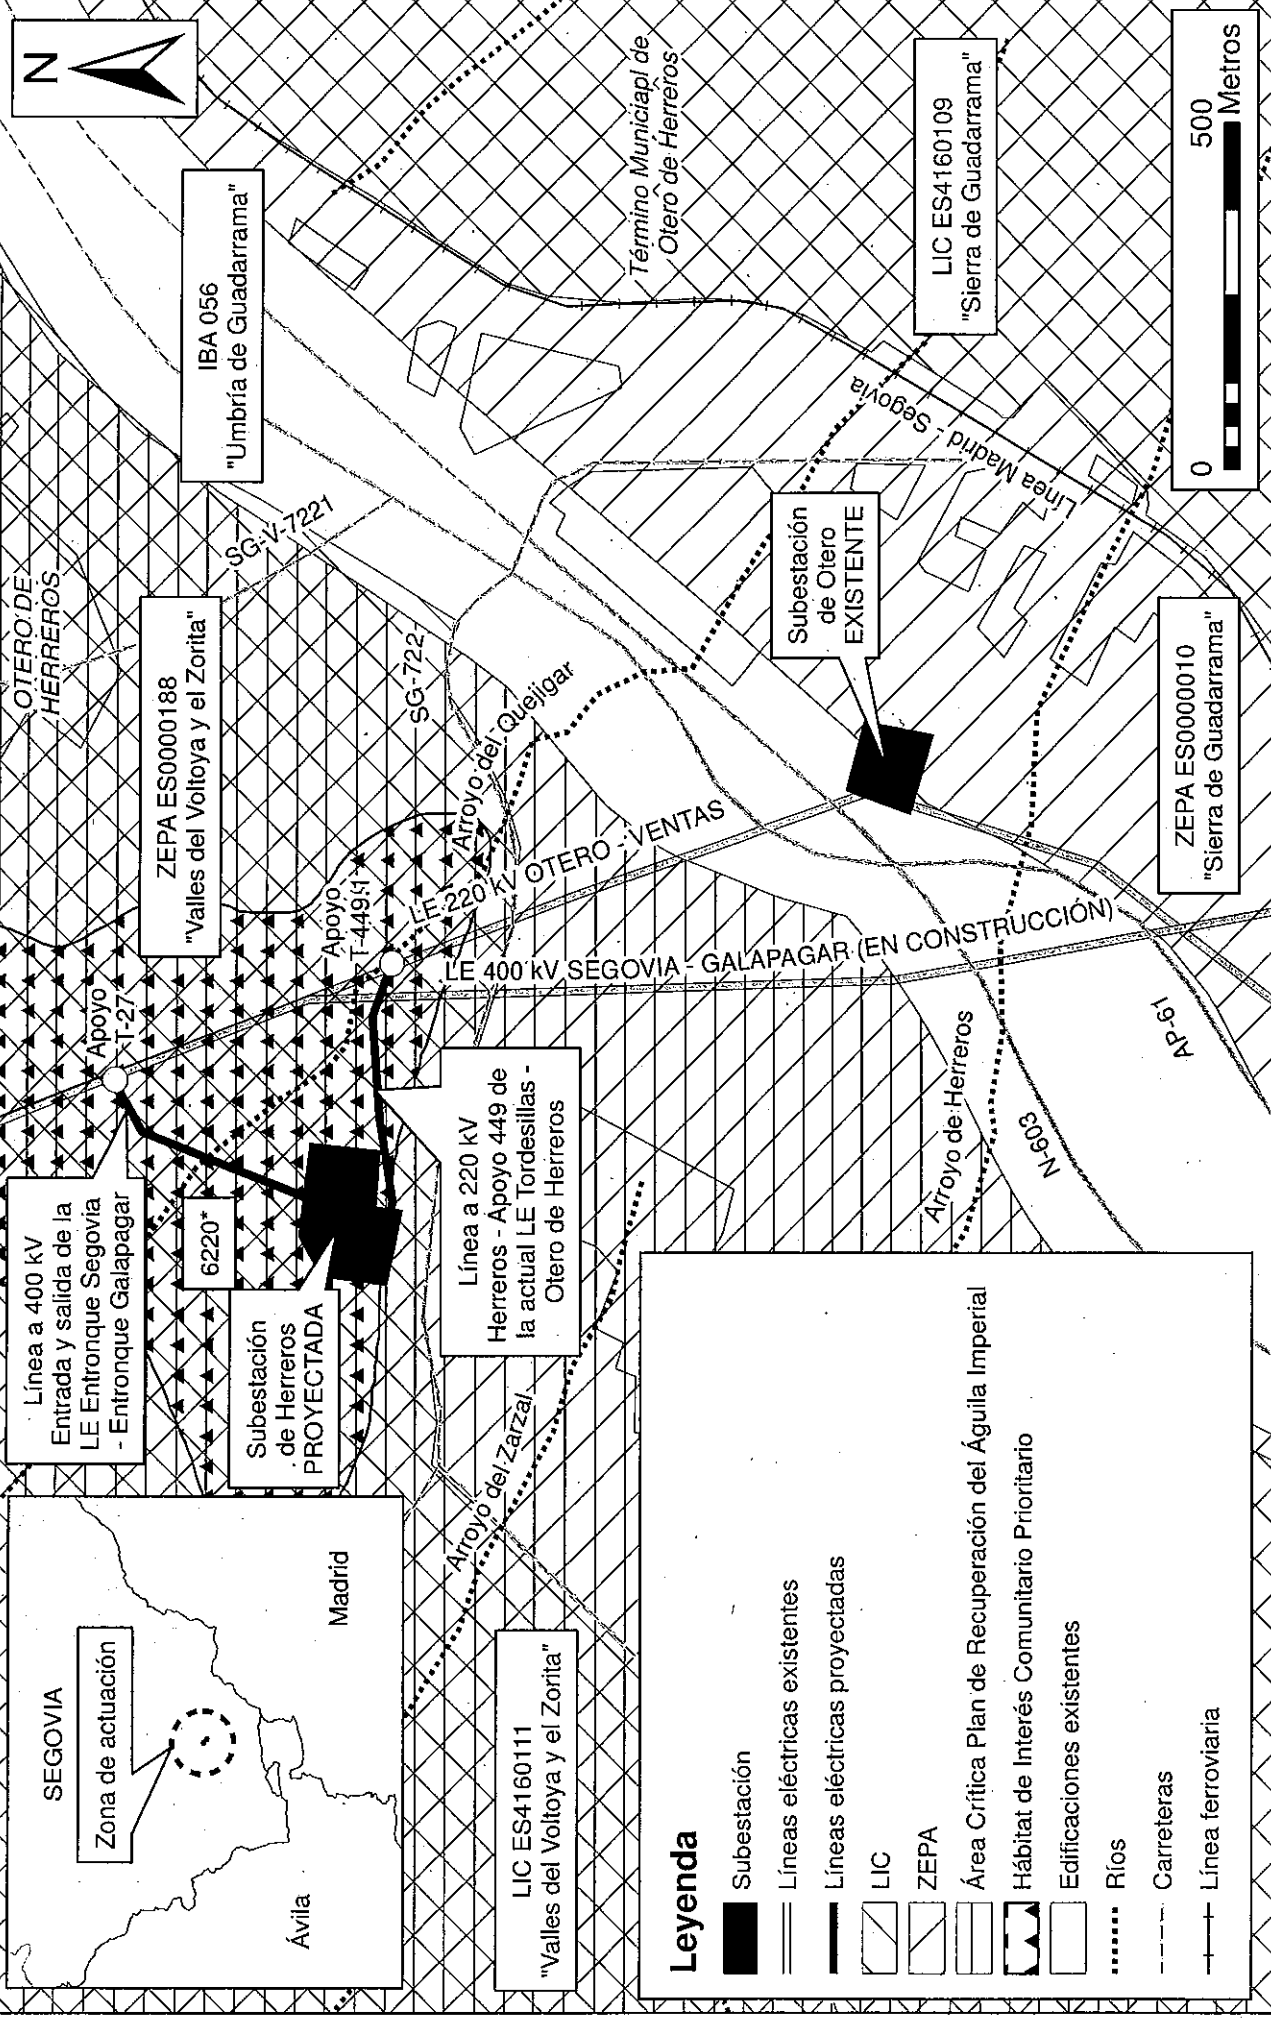 SEGOVIA
Zona de actuación
Ávila
Madrid
Línea a 400 kV
Entrada y salida de la
LE Entronque Segovia
- Entronque Galapagar
6220*
Subestación
de Herreros
PROYECTADA
Apoyo
T-27
ZEPA ES0000188
"Valles del Voltoya y el Zorita"
OTERO DE
HERREROS
IBA 056
"Umbría de Guadarrama"
N
SG-V-7221
SG-722
Apoyo
T-449.1
Arroyo del Quejigar
LE 220 kV OTERO - VENTAS
LE 400 kV SEGOVIA - GALAPAGAR (EN CONSTRUCCIÓN)
Línea a 220 kV
Herreros - Apoyo 449 de
la actual LE Tordesillas -
Otero de Herreros
Arroyo del Zarzal
LIC ES4160111
"Valles del Voltoya y el Zorita"
Término Municiapl de
Otero de Herreros
Subestación
de Otero
EXISTENTE
Línea Madrid - Segovia
LIC ES4160109
"Sierra de Guadarrama"
Arroyo de Herreros
N-603
AP-61
ZEPA ES0000010
"Sierra de Guadarrama"
0
500
Metros
Leyenda
Subestación
Líneas eléctricas existentes
Líneas eléctricas proyectadas
LIC
ZEPA
Área Crítica Plan de Recuperación del Águila Imperial
Hábitat de Interés Comunitario Prioritario
Edificaciones existentes
Ríos
Carreteras
Línea ferroviaria